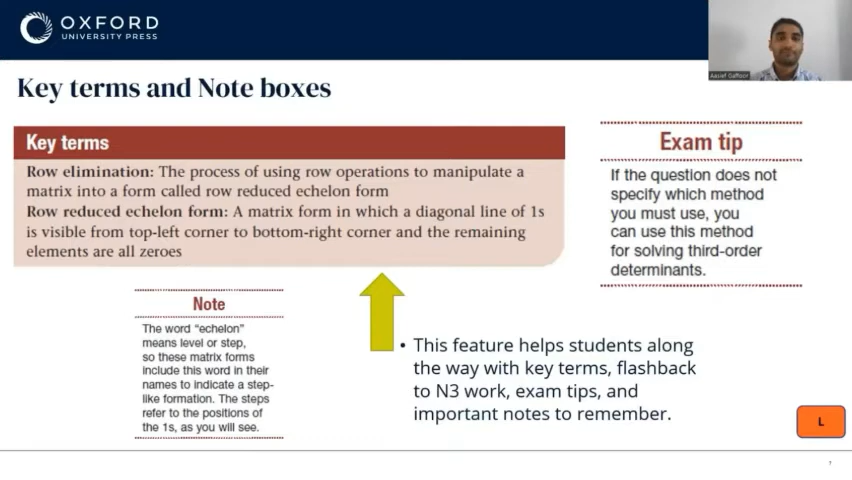 OXFORD
UNIVERSITY PRESS
Aasief Gaffoor
Key terms and Note boxes
Key terms
Row elimination: The process of using row operations to manipulate a
matrix into a form called row reduced echelon form
Row reduced echelon form: A matrix form in which a diagonal line of 1s
is visible from top-left corner to bottom-right corner and the remaining
elements are all zeroes
Exam tip
If the question does not
specify which method
you must use, you
can use this method
for solving third-order
determinants.
Note
The word “echelon”
means level or step,
so these matrix forms
include this word in their
names to indicate a step-
like formation. The steps
refer to the positions of
the 1s, as you will see.
• This feature helps students along
the way with key terms, flashback
to N3 work, exam tips, and
important notes to remember.
L
7